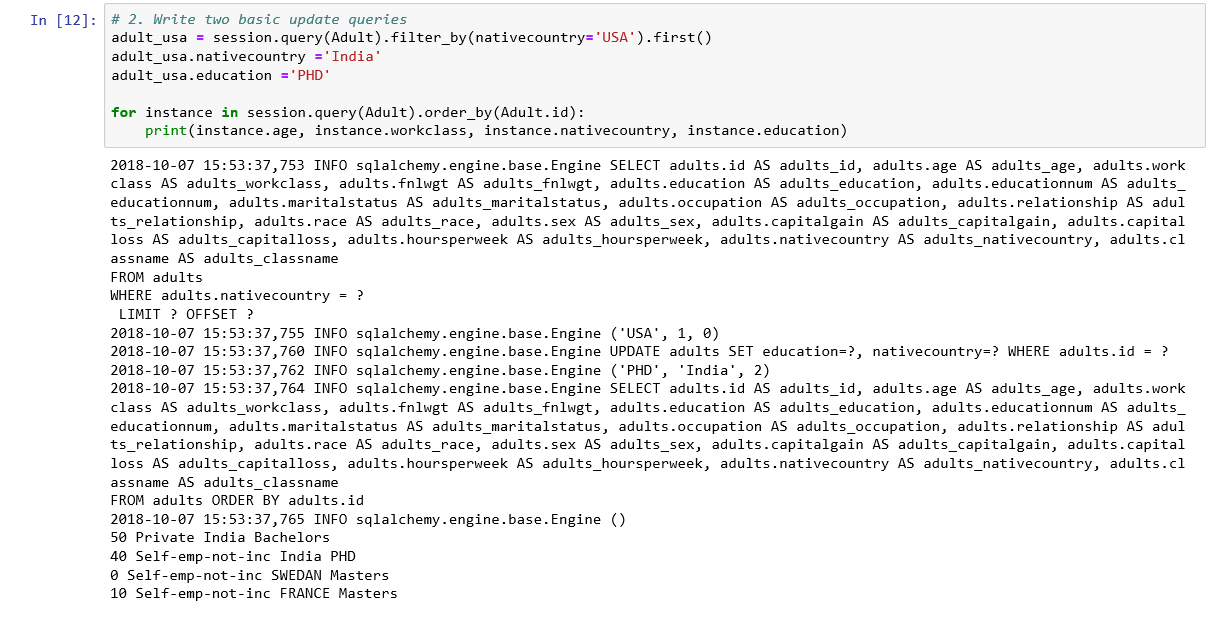 In [12]:
# 2. Write two basic update queries
adult_usa = session.query(Adult).filter_by(nativecountry='USA').first()
adult_usa.nativecountry ='India'
adult_usa.education ='PHD'
for instance in session.query(Adult).order_by(Adult.id):
    print(instance.age, instance.workclass, instance.nativecountry, instance.education)
2018-10-07 15:53:37,753 INFO sqlalchemy.engine.base.Engine SELECT adults.id AS adults_id, adults.age AS adults_age, adults.work
class AS adults_workclass, adults.fnlwgt AS adults_fnlwgt, adults.education AS adults_education, adults.educationnum AS adults_
educationnum, adults.maritalstatus AS adults_maritalstatus, adults.occupation AS adults_occupation, adults.relationship AS adul
ts_relationship, adults.race AS adults_race, adults.sex AS adults_sex, adults.capitalgain AS adults_capitalgain, adults.capital
loss AS adults_capitalloss, adults.hoursperweek AS adults_hoursperweek, adults.nativecountry AS adults_nativecountry, adults.cl
assname AS adults_classname
FROM adults
WHERE adults.nativecountry = ?
 LIMIT ? OFFSET ?
2018-10-07 15:53:37,755 INFO sqlalchemy.engine.base.Engine ('USA', 1, 0)
2018-10-07 15:53:37,760 INFO sqlalchemy.engine.base.Engine UPDATE adults SET education=?, nativecountry=? WHERE adults.id = ?
2018-10-07 15:53:37,762 INFO sqlalchemy.engine.base.Engine ('PHD', 'India', 2)
2018-10-07 15:53:37,764 INFO sqlalchemy.engine.base.Engine SELECT adults.id AS adults_id, adults.age AS adults_age, adults.work
class AS adults_workclass, adults.fnlwgt AS adults_fnlwgt, adults.education AS adults_education, adults.educationnum AS adults_
educationnum, adults.maritalstatus AS adults_maritalstatus, adults.occupation AS adults_occupation, adults.relationship AS adul
ts_relationship, adults.race AS adults_race, adults.sex AS adults_sex, adults.capitalgain AS adults_capitalgain, adults.capital
loss AS adults_capitalloss, adults.hoursperweek AS adults_hoursperweek, adults.nativecountry AS adults_nativecountry, adults.cl
assname AS adults_classname
FROM adults ORDER BY adults.id
2018-10-07 15:53:37,765 INFO sqlalchemy.engine.base.Engine ()
50 Private India Bachelors
40 Self-emp-not-inc India PHD
0 Self-emp-not-inc SWEDAN Masters
10 Self-emp-not-inc FRANCE Masters